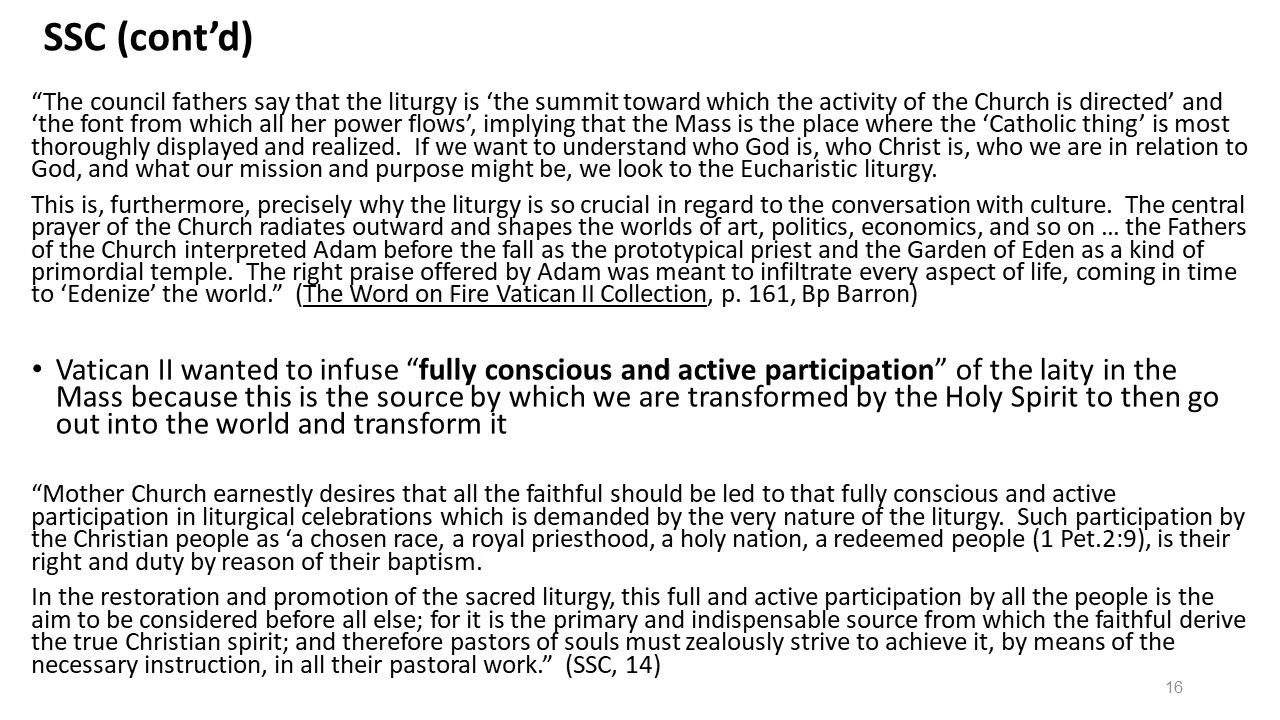 SSC (cont’d)
“The council fathers say that the liturgy is ‘the summit toward which the activity of the Church is directed’ and
‘the font from which all her power flows’, implying that the Mass is the place where the ‘Catholic thing’ is most
thoroughly displayed and realized.  If we want to understand who God is, who Christ is, who we are in relation to
God, and what our mission and purpose might be, we look to the Eucharistic liturgy.
This is, furthermore, precisely why the liturgy is so crucial in regard to the conversation with culture.  The central
prayer of the Church radiates outward and shapes the worlds of art, politics, economics, and so on … the Fathers
of the Church interpreted Adam before the fall as the prototypical priest and the Garden of Eden as a kind of
primordial temple.  The right praise offered by Adam was meant to infiltrate every aspect of life, coming in time
to ‘Edenize’ the world.”  (The Word on Fire Vatican II Collection, p. 161, Bp Barron)
• Vatican II wanted to infuse “fully conscious and active participation” of the laity in the
Mass because this is the source by which we are transformed by the Holy Spirit to then go
out into the world and transform it
“Mother Church earnestly desires that all the faithful should be led to that fully conscious and active
participation in liturgical celebrations which is demanded by the very nature of the liturgy.  Such participation by
the Christian people as ‘a chosen race, a royal priesthood, a holy nation, a redeemed people (1 Pet.2:9), is their
right and duty by reason of their baptism.
In the restoration and promotion of the sacred liturgy, this full and active participation by all the people is the
aim to be considered before all else; for it is the primary and indispensable source from which the faithful derive
the true Christian spirit; and therefore pastors of souls must zealously strive to achieve it, by means of the
necessary instruction, in all their pastoral work.”  (SSC, 14)
16